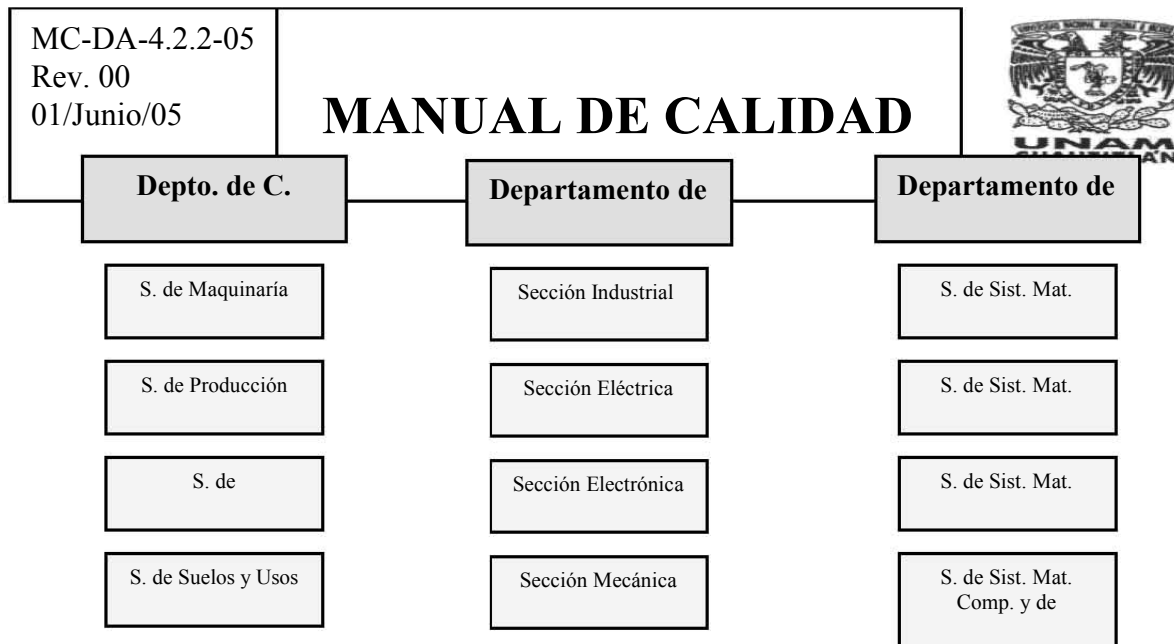 MC-DA-4.2.2-05
Rev. 00
01/Junio/05
MANUAL DE CALIDAD
UNAM
Depto. de C.
Departamento de
Departamento de
S. de Maquinaría
Sección Industrial
S. de Sist. Mat.
S. de Producción
Sección Eléctrica
S. de Sist. Mat.
S. de
Sección Electrónica
S. de Sist. Mat.
S. de Suelos y Usos
Sección Mecánica
S. de Sist. Mat.
Comp. y de